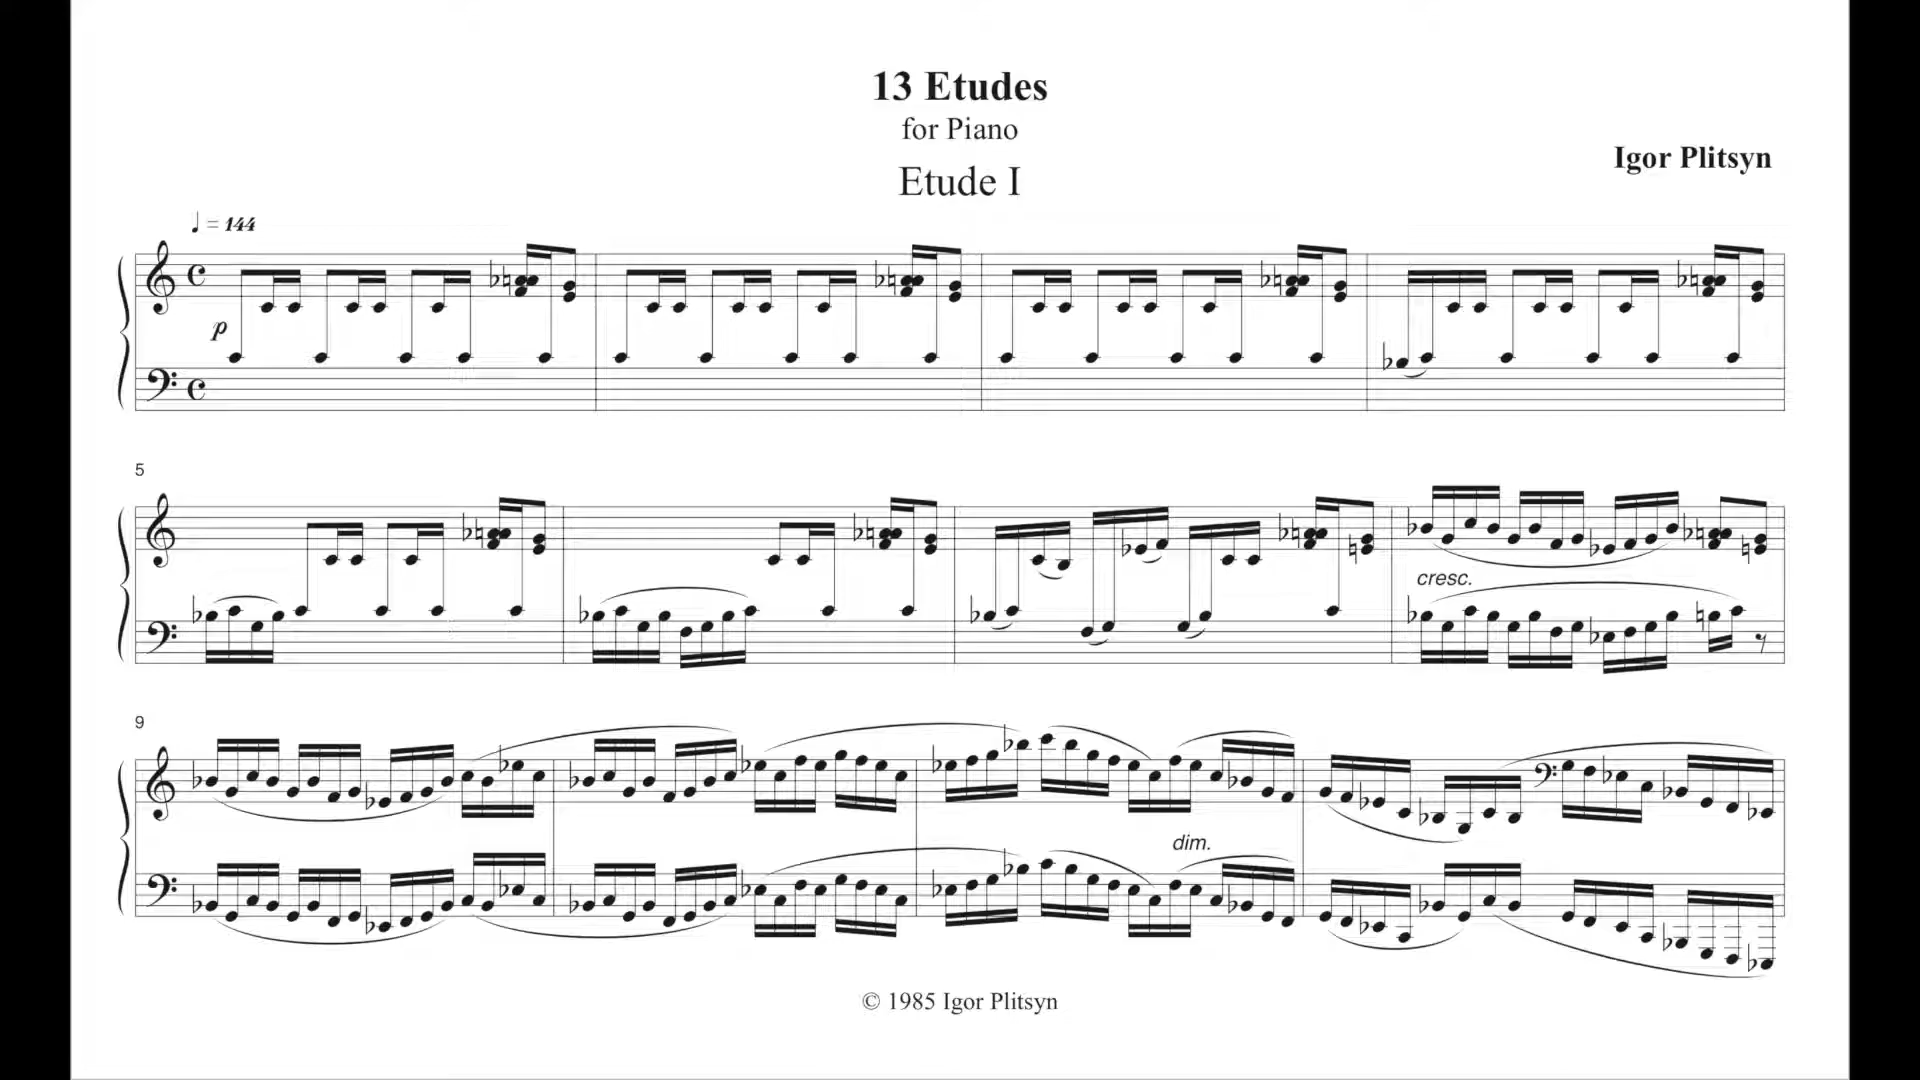 13 Etudes
for Piano
Etude I
Igor Plitsyn
♩ = 144
p
5
cresc.
9
dim.
© 1985 Igor Plitsyn